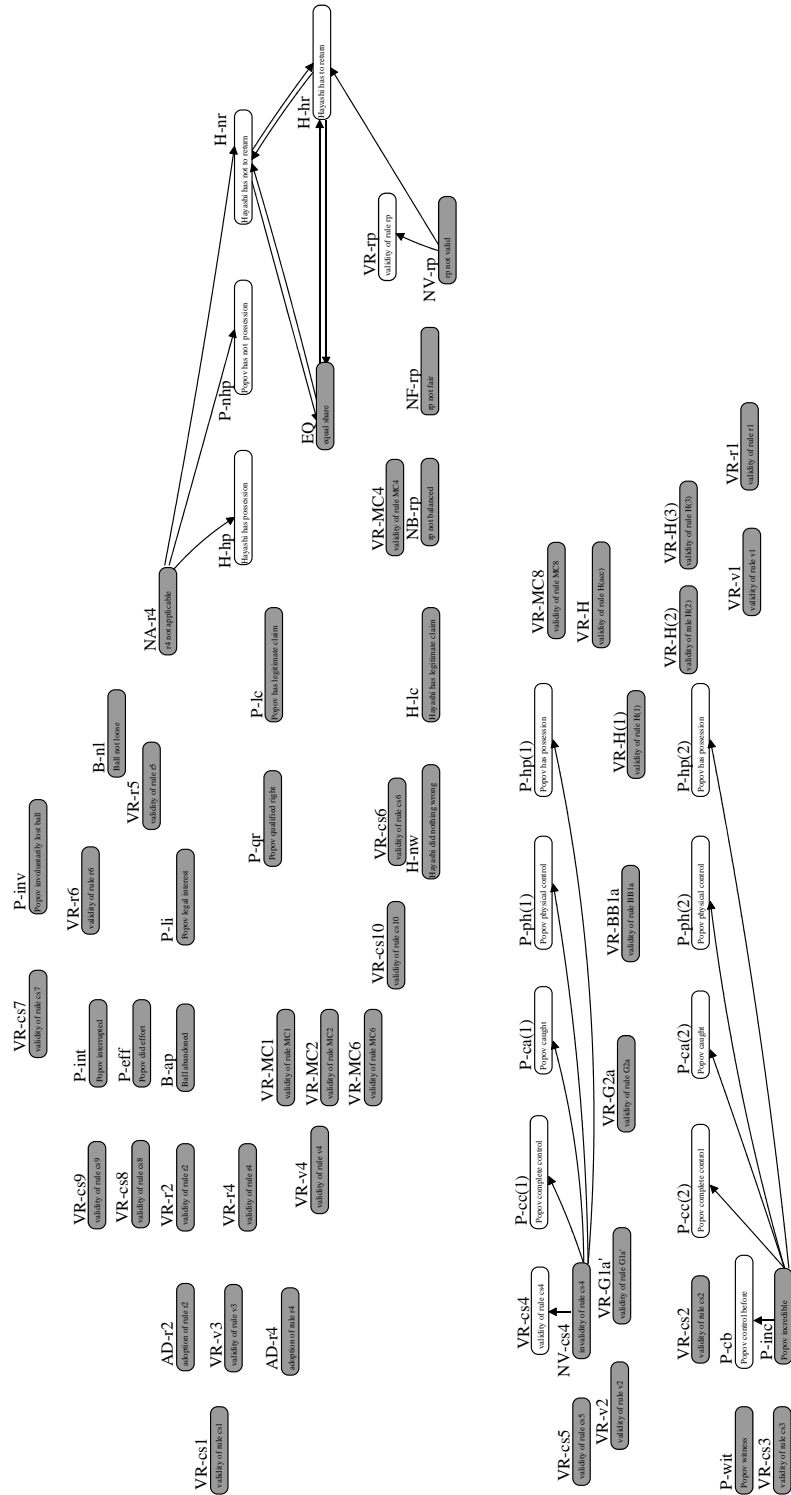 VR-cs7
validity of rule cs7
P-inv
Popov involuntarily lost ball
VR-cs9
validity of rule cs9
P-int
Popov interrupted
VR-r6
validity of rule r6
B-nl
Ball not loose
VR-cs8
validity of rule cs8
P-eff
Popov did effort
VR-r5
validity of rule r5
AD-r2
adoption of rule r2
VR-r2
validity of rule r2
B-ap
Ball abandoned
P-li
Popov legal interest
NA-r4
r4 not applicable
VR-cs1
validity of rule cs1
VR-v3
validity of rule v3
VR-r4
validity of rule r4
H-hp
Hayashi has possession
P-nhp
Popov has not possession
H-nr
Hayashi has not to return
AD-r4
adoption of rule r4
P-qr
Popov qualified right
P-lc
Popov has legitimate claim
VR-MC1
validity of rule MC1
VR-v4
validity of rule v4
VR-MC2
validity of rule MC2
EQ
equal share
H-hr
Hayashi has to return
VR-MC6
validity of rule MC6
VR-cs10
validity of rule cs10
VR-cs6
validity of rule cs6
VR-MC4
validity of rule MC4
VR-rp
validity of rule rp
H-nw
Hayashi did nothing wrong
H-lc
Hayashi has legitimate claim
NB-rp
rp not balanced
NF-rp
rp not fair
NV-rp
rp not valid
VR-cs4
validity of rule cs4
P-cc(1)
Popov complete control
P-ca(1)
Popov caught
P-ph(1)
Popov physical control
P-hp(1)
Popov has possession
VR-MC8
validity of rule MC8
VR-cs5
validity of rule cs5
NV-cs4
invalidity of rule cs4
VR-H
validity of rule H(acc)
VR-v2
validity of rule v2
VR-G1a'
validity of rule G1a'
VR-G2a
validity of rule G2a
VR-BB1a
validity of rule BB1a
VR-H(1)
validity of rule H(1)
VR-cs2
validity of rule cs2
P-cc(2)
Popov complete control
P-ca(2)
Popov caught
P-ph(2)
Popov physical control
P-hp(2)
Popov has possession
VR-H(2)
validity of rule H(2)
VR-H(3)
validity of rule H(3)
P-wit
Popov witness
P-cb
Popov control before
VR-v1
validity of rule v1
VR-r1
validity of rule r1
VR-cs3
validity of rule cs3
P-inc
Popov incredible